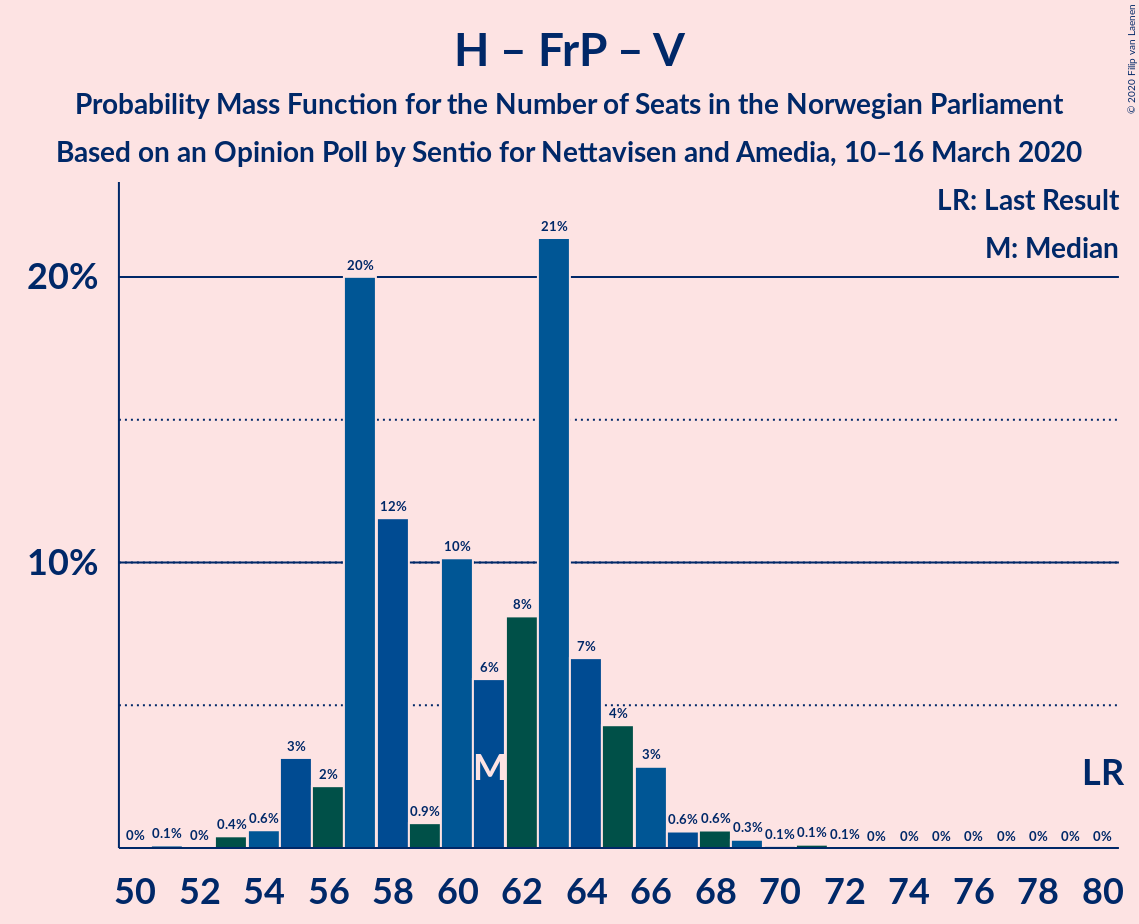 H – FrP – V
Probability Mass Function for the Number of Seats in the Norwegian Parliament
Based on an Opinion Poll by Sentio for Nettavisen and Amedia, 10–16 March 2020
© 2020 Filip van Laenen
LR: Last Result
M: Median
20%
10%
0% 0.1% 0% 0.4% 0.6% 3% 2% 20% 12% 0.9% 10% 6% 8% 21% 7% 4% 3% 0.6% 0.6% 0.3% 0.1% 0.1% 0.1% 0% 0% 0% 0% 0% 0% 0% 0%
M
LR
50 52 54 56 58 60 62 64 66 68 70 72 74 76 78 80